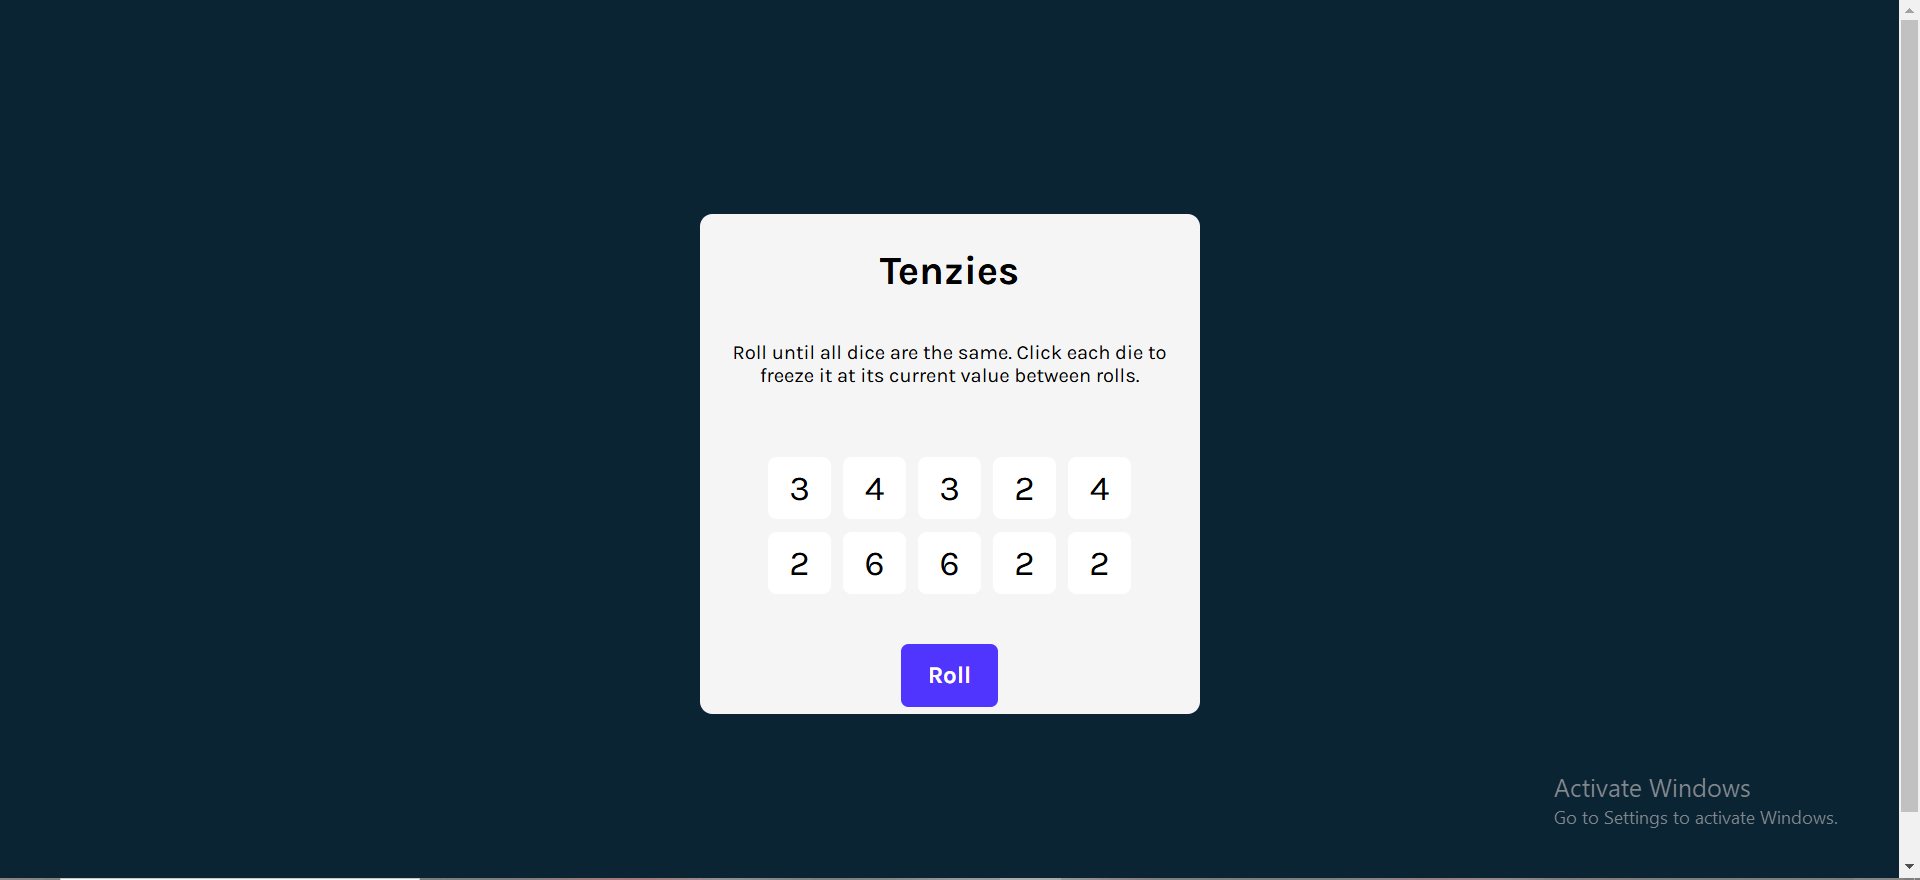 Tenzies
Roll until all dice are the same. Click each die to
freeze it at its current value between rolls.
3 4 3 2 4
2 6 6 2 2
Roll
Activate Windows
Go to Settings to activate Windows.